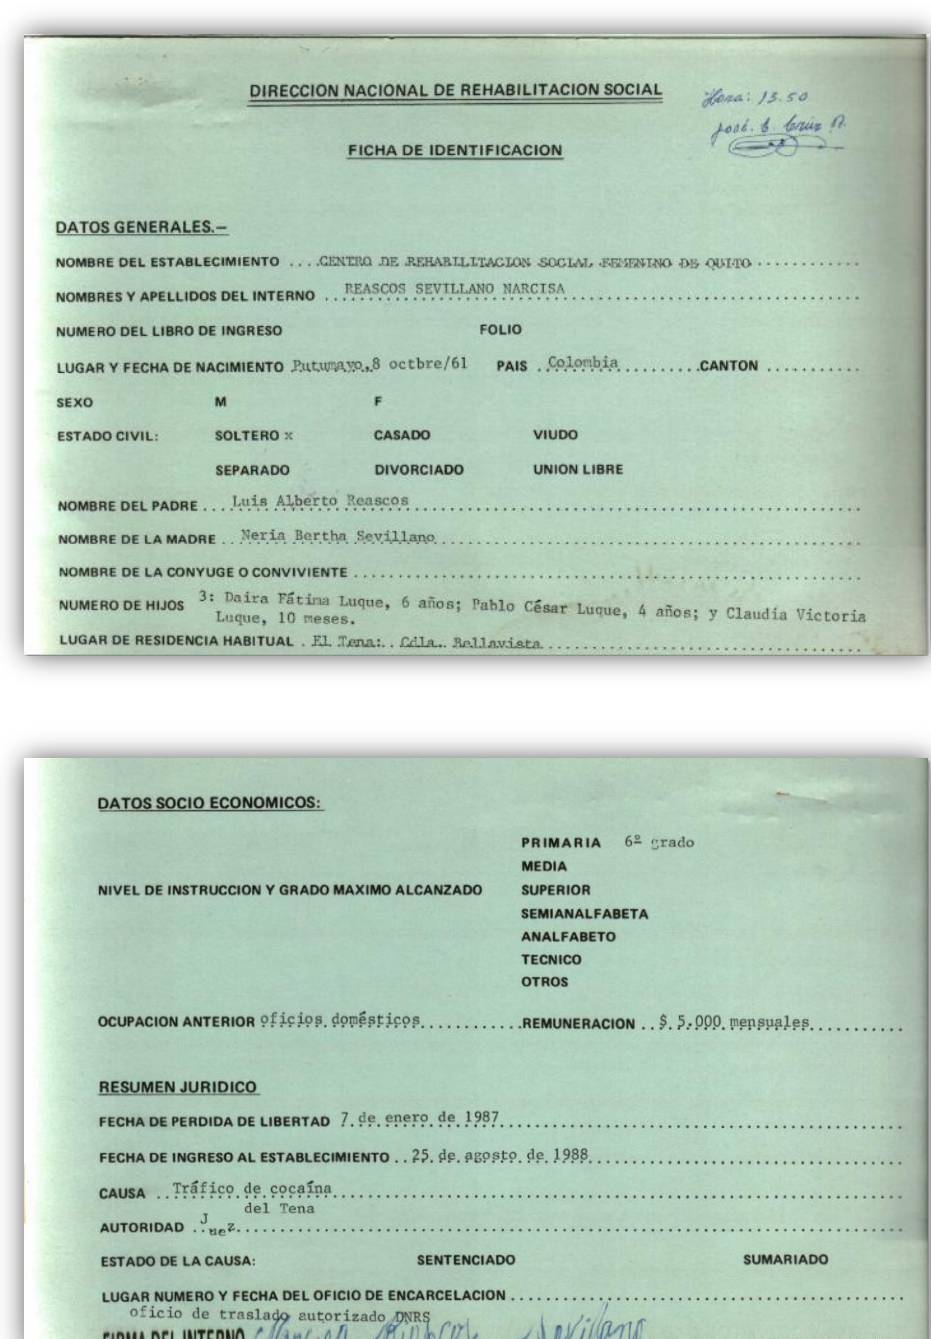 DIRECCION NACIONAL DE REHABILITACION SOCIAL
Hora: 13.50
José. C. Cruz
FICHA DE IDENTIFICACION
DATOS GENERALES.—
NOMBRE DEL ESTABLECIMIENTO ....CENTRO DE REHABILITACION SOCIAL FEMENINO DE QUITO
NOMBRES Y APELLIDOS DEL INTERNO ... REASCOS SEVILLANO NARCISA
NUMERO DEL LIBRO DE INGRESO FOLIO
LUGAR Y FECHA DE NACIMIENTO Putumayo,8 octbre/61 PAIS . Colombia .........CANTON ............
SEXO M F
ESTADO CIVIL: SOLTERO x CASADO VIUDO
SEPARADO DIVORCIADO UNION LIBRE
NOMBRE DEL PADRE ... Luis Alberto Reascos
NOMBRE DE LA MADRE .. Neria Bertha Sevillano
NOMBRE DE LA CONYUGE O CONVIVIENTE
NUMERO DE HIJOS 3: Daira Fátima Luque, 6 años; Pablo César Luque, 4 años; y Claudia Victoria
Luque, 10 meses.
LUGAR DE RESIDENCIA HABITUAL . El Tena: Cdla. Bellavista
DATOS SOCIO ECONOMICOS:
PRIMARIA 6º grado
MEDIA
NIVEL DE INSTRUCCION Y GRADO MAXIMO ALCANZADO SUPERIOR
SEMIANALFABETA
ANALFABETO
TECNICO
OTROS
OCUPACION ANTERIOR oficios domésticos...........REMUNERACION .. $ 5.000 mensuales
RESUMEN JURIDICO
FECHA DE PERDIDA DE LIBERTAD 7 de enero de 1987
FECHA DE INGRESO AL ESTABLECIMIENTO .. 25 de agosto de 1988
CAUSA ... Tráfico de cocaína
del Tena
AUTORIDAD .. Juez
ESTADO DE LA CAUSA: SENTENCIADO SUMARIADO
LUGAR NUMERO Y FECHA DEL OFICIO DE ENCARCELACION
oficio de traslado autorizado DNRS
FIRMA DEL INTERNO Narcisa Reascos Sevillano